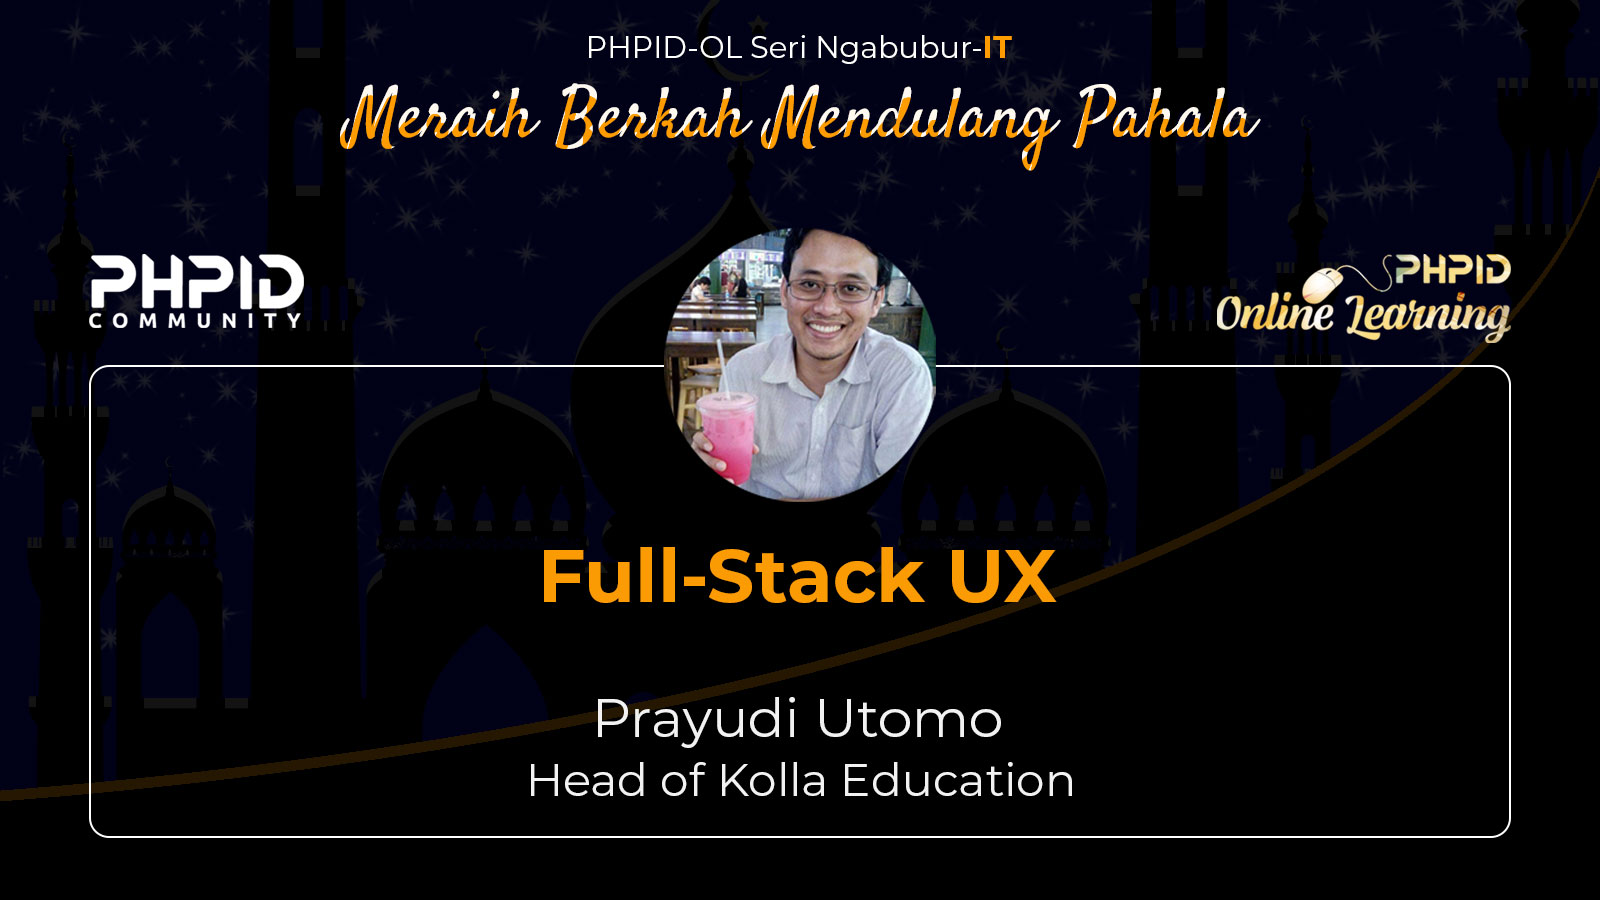 PHPID-OL Seri Ngabubur-IT
Meraih Berkah Mendulang Pahala
PHPID
COMMUNITY
PHPID
Online Learning
Full-Stack UX
Prayudi Utomo
Head of Kolla Education